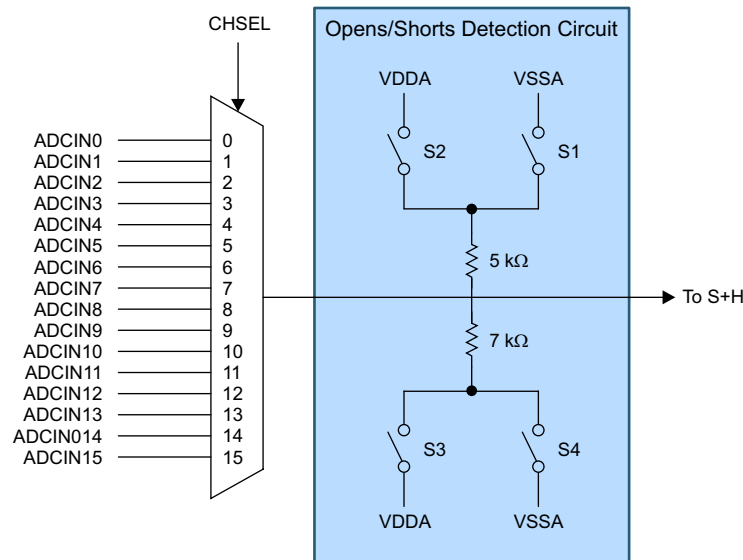 CHSEL
Opens/Shorts Detection Circuit
VDDA VSSA
S2 S1
ADCIN0 0
ADCIN1 1
ADCIN2 2
ADCIN3 3
ADCIN4 4
ADCIN5 5
ADCIN6 6
ADCIN7 7
ADCIN8 8
ADCIN9 9
ADCIN10 10
ADCIN11 11
ADCIN12 12
ADCIN13 13
ADCIN014 14
ADCIN15 15
5 kΩ
To S+H
7 kΩ
S3 S4
VDDA VSSA